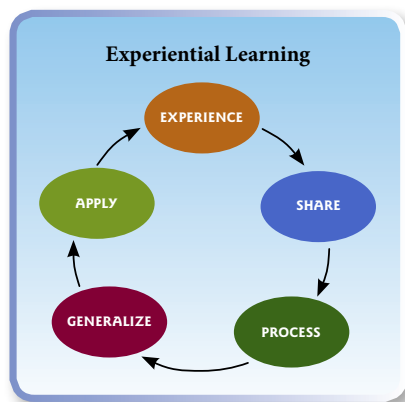 Experiential Learning
EXPERIENCE
SHARE
PROCESS
GENERALIZE
APPLY